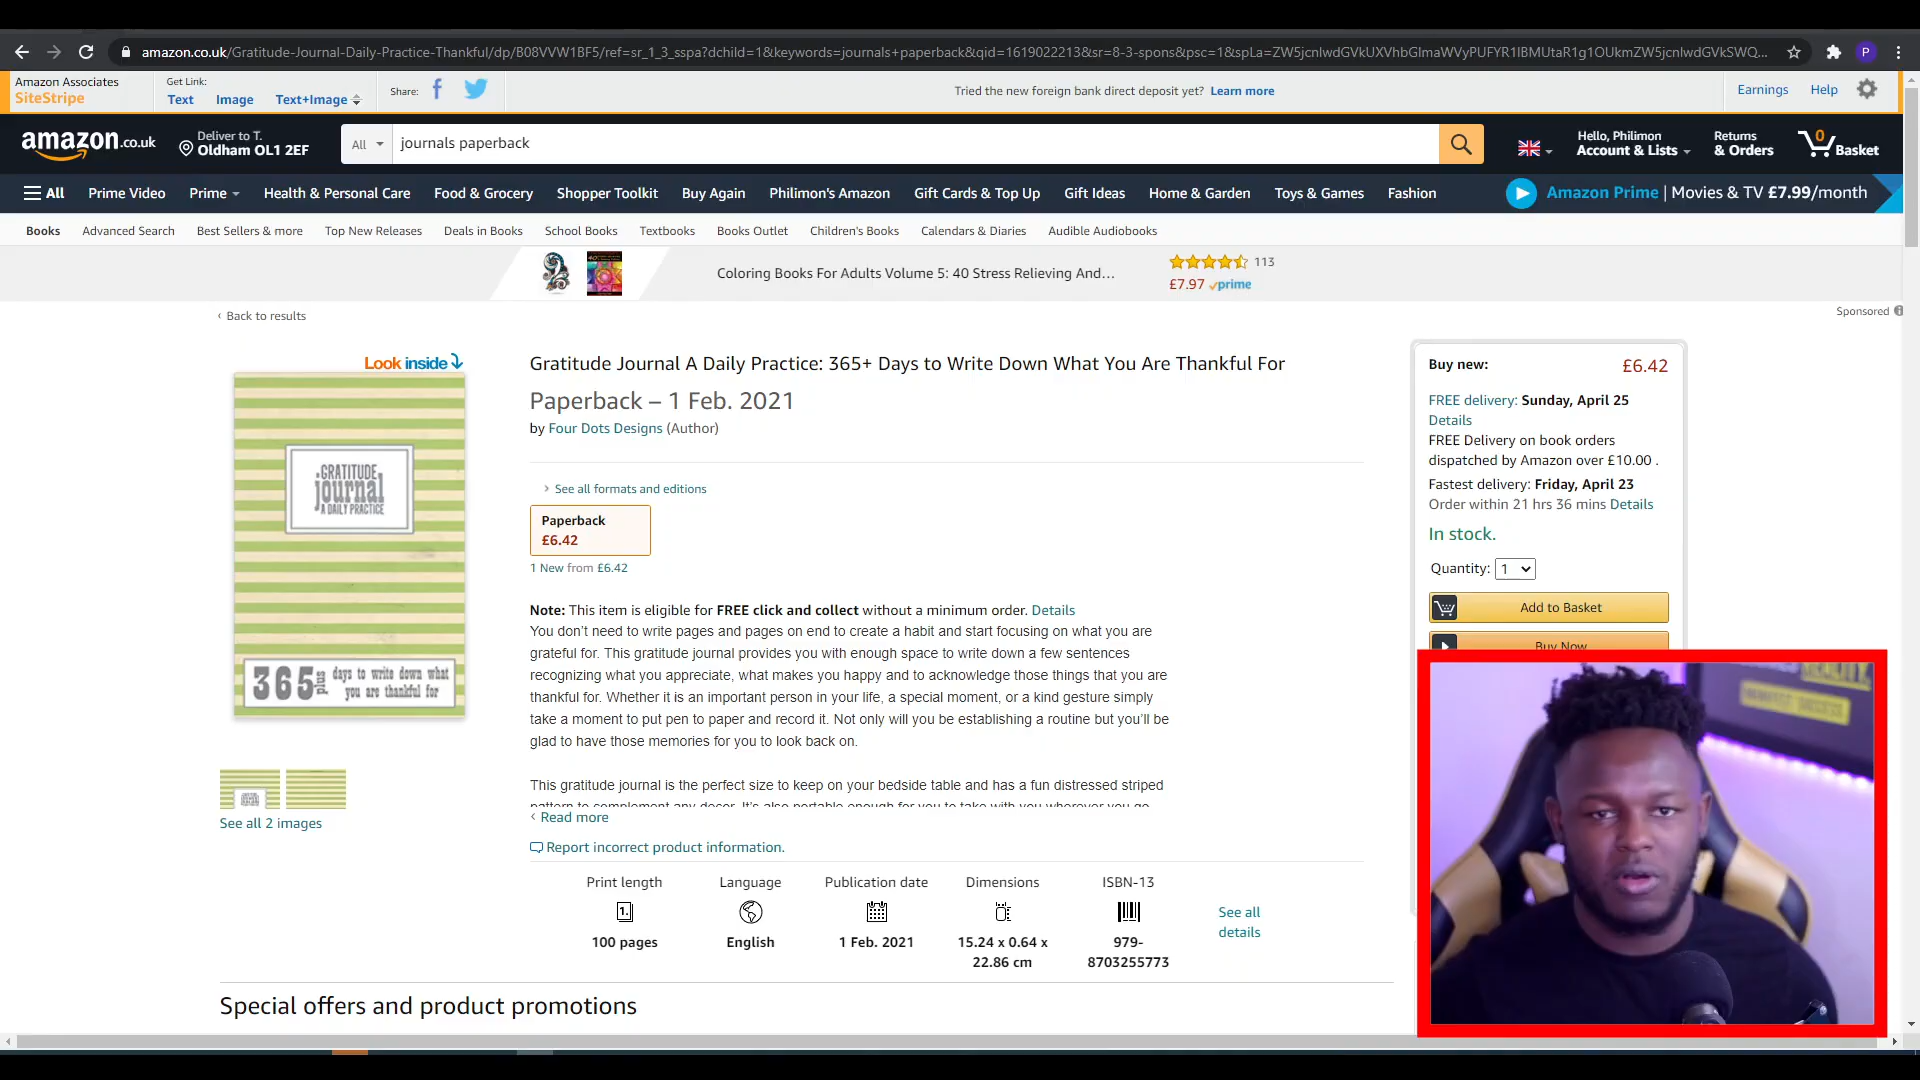 amazon.co.uk/Gratitude-Journal-Daily-Practice-Thankful/dp/B08VVW1BF5/ref=sr_1_3_sspa?dchild=1&keywords=journals+paperback&qid=1619022213&sr=8-3-spons&psc=1&spLa=
P
Amazon Associates
SiteStripe
Get Link:
Text Image Text+Image
Share:
Tried the new foreign bank direct deposit yet? Learn more
Earnings Help
amazon.co.uk
Deliver to T.
Oldham OL1 2EF
All
journals paperback
Hello, Philimon
Account & Lists
Returns
& Orders
0
Basket
All Prime Video Prime Health & Personal Care Food & Grocery Shopper Toolkit Buy Again Philimon's Amazon Gift Cards & Top Up Gift Ideas Home & Garden Toys & Games Fashion
Amazon Prime | Movies & TV £7.99/month
Books Advanced Search Best Sellers & more Top New Releases Deals in Books School Books Textbooks Books Outlet Children's Books Calendars & Diaries Audible Audiobooks
Coloring Books For Adults Volume 5: 40 Stress Relieving And...
113
£7.97 prime
Sponsored
‹ Back to results
Look inside
GRATITUDE
journal
A DAILY PRACTICE
365 plus
days to write down what
you are thankful for
See all 2 images
Gratitude Journal A Daily Practice: 365+ Days to Write Down What You Are Thankful For
Paperback – 1 Feb. 2021
by Four Dots Designs (Author)
› See all formats and editions
Paperback
£6.42
1 New from £6.42
Note: This item is eligible for FREE click and collect without a minimum order. Details
You don’t need to write pages and pages on end to create a habit and start focusing on what you are
grateful for. This gratitude journal provides you with enough space to write down a few sentences
recognizing what you appreciate, what makes you happy and to acknowledge those things that you are
thankful for. Whether it is an important person in your life, a special moment, or a kind gesture simply
take a moment to put pen to paper and record it. Not only will you be establishing a routine but you’ll be
glad to have those memories for you to look back on.
This gratitude journal is the perfect size to keep on your bedside table and has a fun distressed striped
pattern to complement any decor. It’s also portable enough for you to take with you wherever you go
‹ Read more
Report incorrect product information.
Print length
100 pages
Language
English
Publication date
1 Feb. 2021
Dimensions
15.24 x 0.64 x
22.86 cm
ISBN-13
979-
8703255773
See all
details
Special offers and product promotions
Buy new: £6.42
FREE delivery: Sunday, April 25
Details
FREE Delivery on book orders
dispatched by Amazon over £10.00 .
Fastest delivery: Friday, April 23
Order within 21 hrs 36 mins Details
In stock.
Quantity: 1
Add to Basket
Buy Now